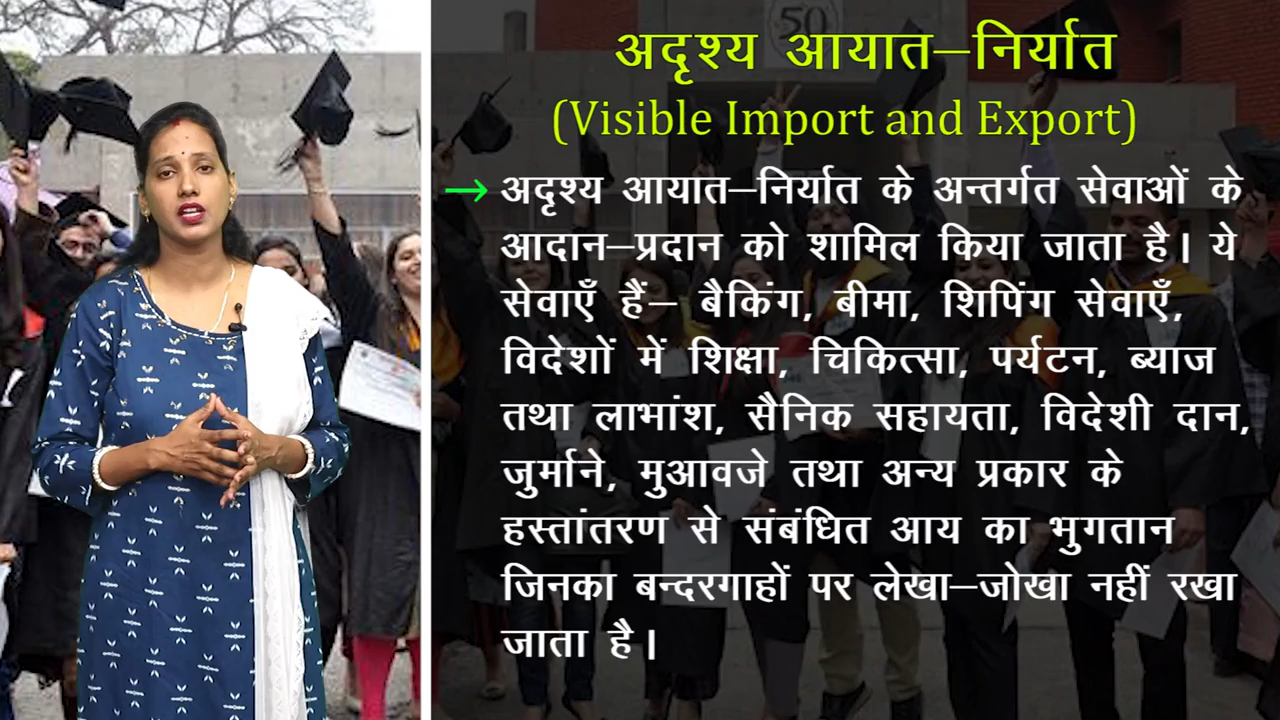 50
अदृश्य आयात–निर्यात
(Visible Import and Export)
→ अदृश्य आयात–निर्यात के अन्तर्गत सेवाओं के
आदान–प्रदान को शामिल किया जाता है। ये
सेवाएँ हैं– बैकिंग, बीमा, शिपिंग सेवाएँ,
विदेशों में शिक्षा, चिकित्सा, पर्यटन, ब्याज
तथा लाभांश, सैनिक सहायता, विदेशी दान,
जुर्माने, मुआवजे तथा अन्य प्रकार के
हस्तांतरण से संबंधित आय का भुगतान
जिनका बन्दरगाहों पर लेखा–जोखा नहीं रखा
जाता है।